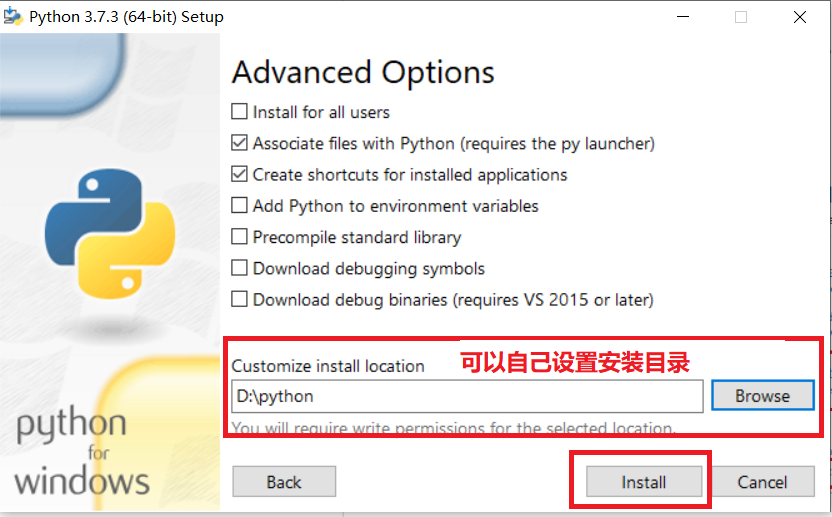 Python 3.7.3 (64-bit) Setup
Advanced Options
Install for all users
Associate files with Python (requires the py launcher)
Create shortcuts for installed applications
Add Python to environment variables
Precompile standard library
Download debugging symbols
Download debug binaries (requires VS 2015 or later)
Customize install location 可以自己设置安装目录
D:\python Browse
You will require write permissions for the selected location.
python
for
windows
Back Install Cancel